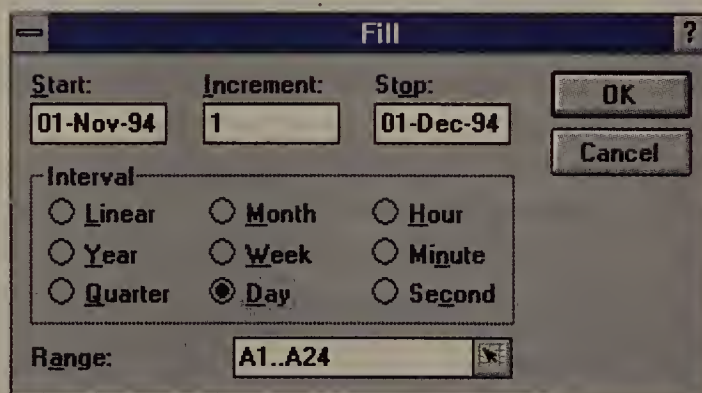 Fill ?
Start: Increment: Stop: OK
01-Nov-94 1 01-Dec-94
Cancel
Interval
Linear Month Hour
Year Week Minute
Quarter Day Second
Range: A1..A24